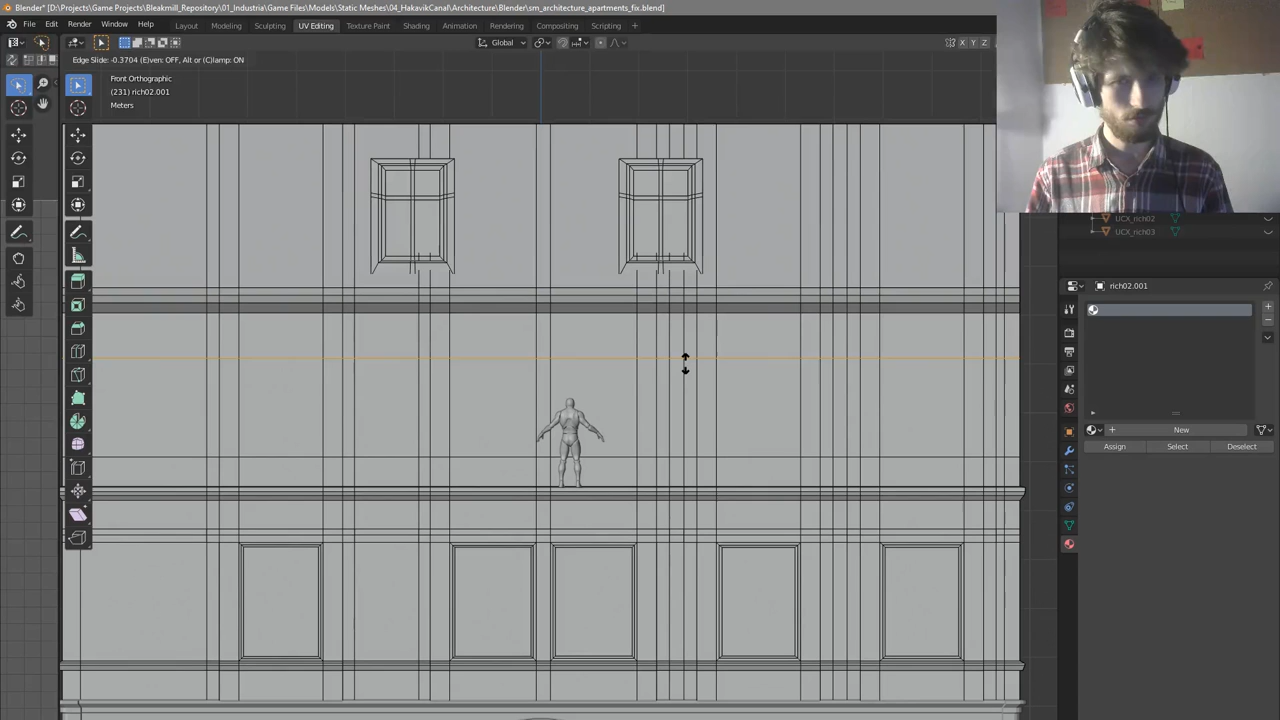 Blender* [D:\Projects\Game Projects\Bleakmill_Repository\01_Industria\Game Files\Models\Static Meshes\04_HakavikCanal\Architecture\Blender\sm_architecture_apartments_fix.blend]
File Edit Render Window Help Layout Modeling Sculpting UV Editing Texture Paint Shading Animation Rendering Compositing Scripting +
Global X Y Z
Edge Slide: -0.3704 (E)ven: OFF, Alt or (C)lamp: ON
Front Orthographic
(231) rich02.001
Meters
UCX_rich02
UCX_rich03
rich02.001
New
Assign Select Deselect